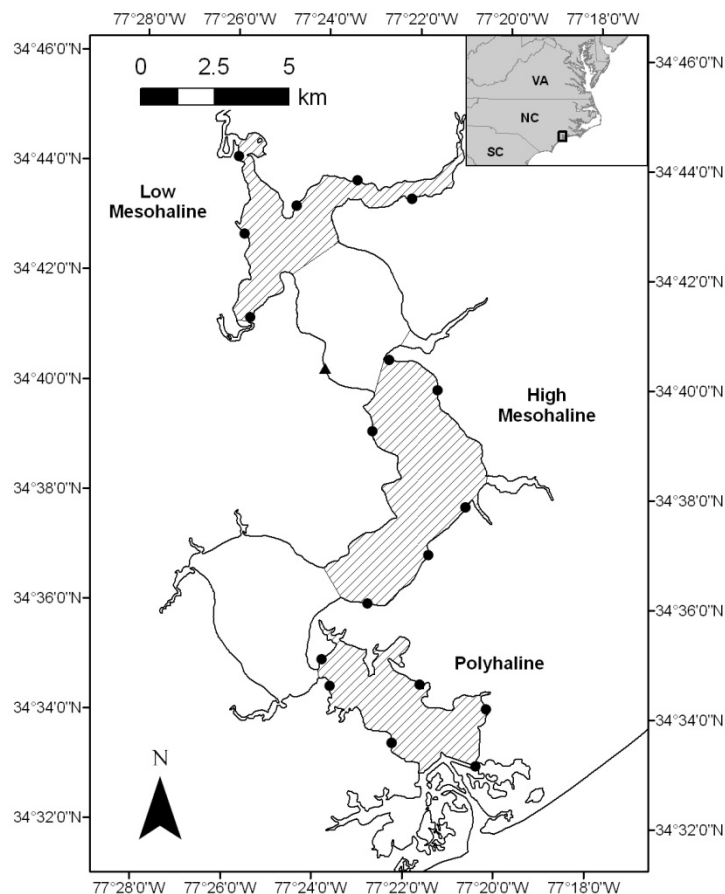 77°26'0"W 77°24'0"W 77°22'0"W 77°20'0"W 77°18'0"W
34°46'0"N 34°46'0"N
0 2.5 5
km
VA
NC
SC
34°44'0"N 34°44'0"N
Low
Mesohaline
34°42'0"N 34°42'0"N
34°40'0"N 34°40'0"N
High
Mesohaline
34°38'0"N 34°38'0"N
34°36'0"N 34°36'0"N
Polyhaline
34°34'0"N 34°34'0"N
N
34°32'0"N 34°32'0"N
77°28'0"W 77°26'0"W 77°24'0"W 77°22'0"W 77°20'0"W 77°18'0"W